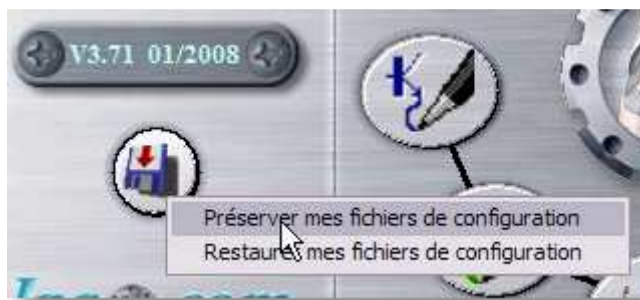 V3.71 01/2008
Préserver mes fichiers de configuration
Restaurer mes fichiers de configuration